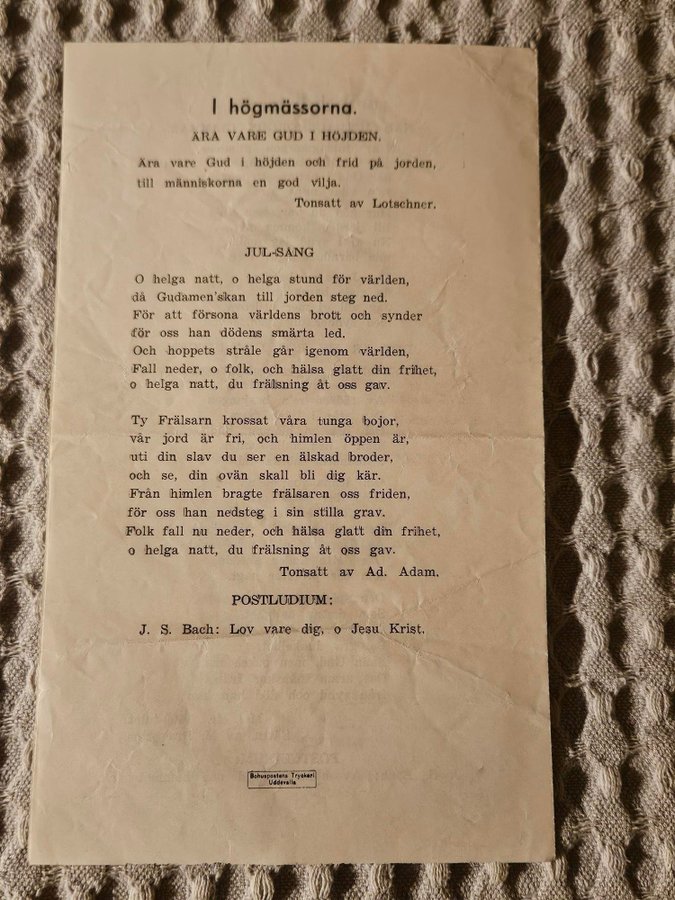 I högmässorna.
ÄRA VARE GUD I HÖJDEN.
Ära vare Gud i höjden och frid på jorden,
till människorna en god vilja.
Tonsatt av Lotschner.
JUL-SANG
O helga natt, o helga stund för världen,
då Gudamen'skan till jorden steg ned.
För att försona världens brott och synder
för oss han dödens smärta led.
Och hoppets stråle går igenom världen,
Fall neder, o folk, och hälsa glatt din frihet,
o helga natt, du frälsning åt oss gav.
Ty Frälsarn krossat våra tunga bojor,
vår jord är fri, och himlen öppen är,
uti din slav du ser en älskad broder,
och se, din ovän skall bli dig kär.
Från himlen bragte frälsaren oss friden,
för oss han nedsteg i sin stilla grav.
Folk fall nu neder, och hälsa glatt din frihet,
o helga natt, du frälsning åt oss gav.
Tonsatt av Ad. Adam.
POSTLUDIUM:
J. S. Bach: Lov vare dig, o Jesu Krist.
Bohuspostens Tryckeri
Uddevalla